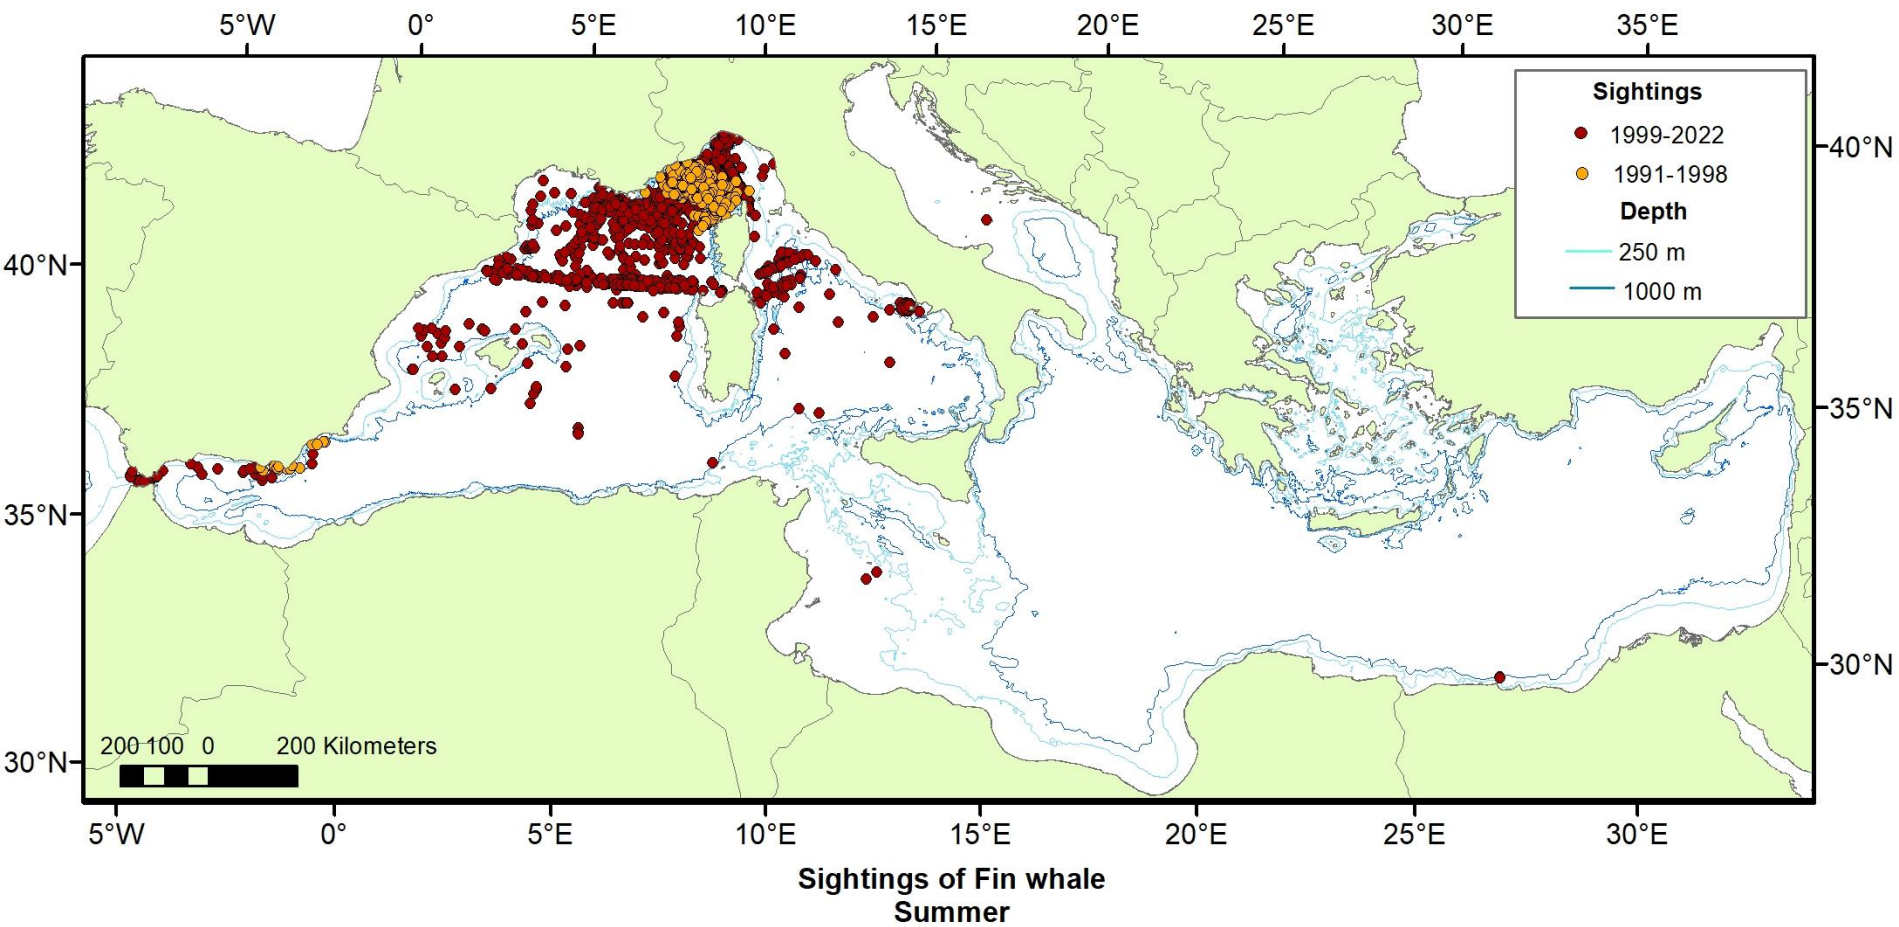 5°W 0° 5°E 10°E 15°E 20°E 25°E 30°E 35°E
Sightings
1999-2022
1991-1998
Depth
250 m
1000 m
40°N
40°N
35°N
35°N
30°N
30°N
200 100 0 200 Kilometers
5°W 0° 5°E 10°E 15°E 20°E 25°E 30°E
Sightings of Fin whale
Summer